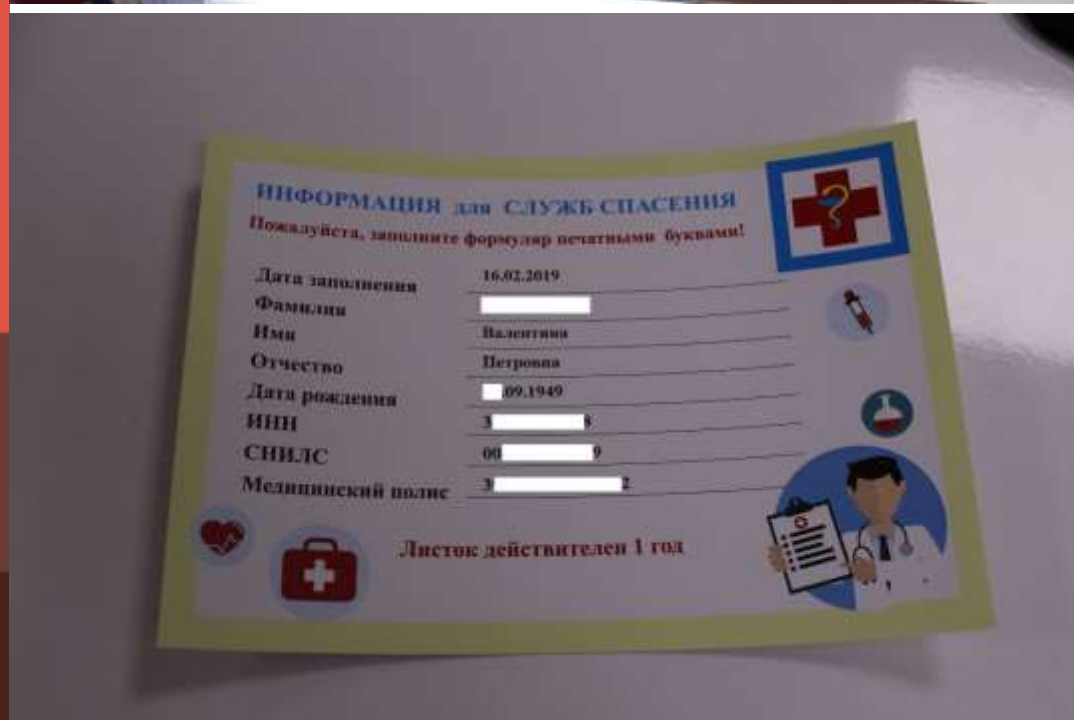 ИНФОРМАЦИЯ для СЛУЖБ СПАСЕНИЯ
Пожалуйста, заполните формуляр печатными буквами!
Дата заполнения 16.02.2019
Фамилия
Имя Валентина
Отчество Петровна
Дата рождения .09.1949
ИНН 3 8
СНИЛС 00 9
Медицинский полис 3 2
Листок действителен 1 год